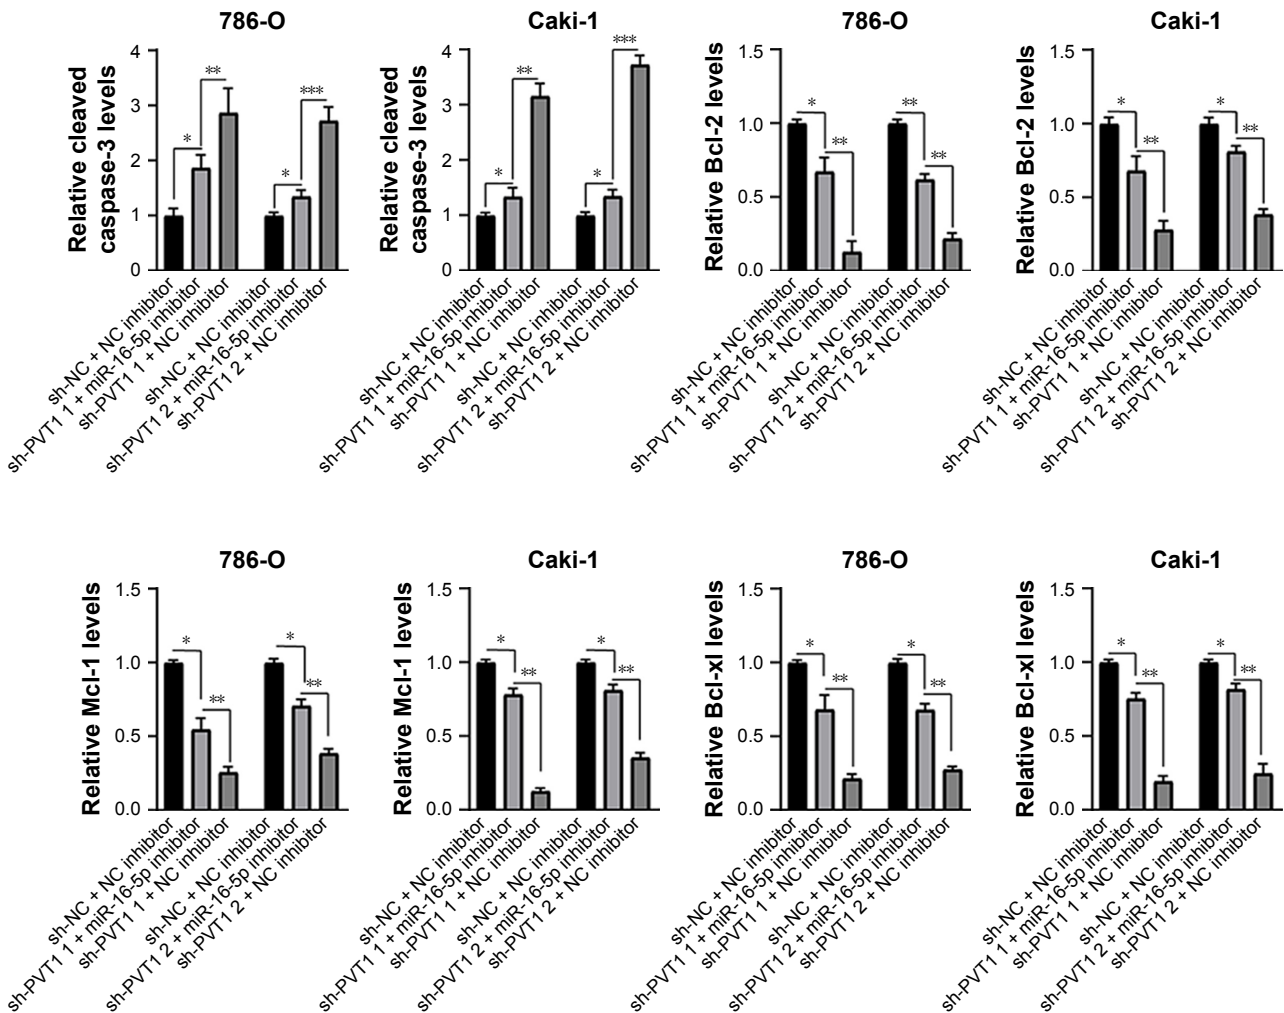 786-O
Relative cleaved
caspase-3 levels
4
3
2
1
0
*
**
*
***
sh-NC + NC inhibitor
sh-PVT1 1 + miR-16-5p inhibitor
sh-PVT1 1 + NC inhibitor
sh-NC + NC inhibitor
sh-PVT1 2 + miR-16-5p inhibitor
sh-PVT1 2 + NC inhibitor
Caki-1
Relative cleaved
caspase-3 levels
4
3
2
1
0
*
**
*
***
sh-NC + NC inhibitor
sh-PVT1 1 + miR-16-5p inhibitor
sh-PVT1 1 + NC inhibitor
sh-NC + NC inhibitor
sh-PVT1 2 + miR-16-5p inhibitor
sh-PVT1 2 + NC inhibitor
786-O
Relative Bcl-2 levels
1.5
1.0
0.5
0.0
*
**
**
**
sh-NC + NC inhibitor
sh-PVT1 1 + miR-16-5p inhibitor
sh-PVT1 1 + NC inhibitor
sh-NC + NC inhibitor
sh-PVT1 2 + miR-16-5p inhibitor
sh-PVT1 2 + NC inhibitor
Caki-1
Relative Bcl-2 levels
1.5
1.0
0.5
0.0
*
**
*
**
sh-NC + NC inhibitor
sh-PVT1 1 + miR-16-5p inhibitor
sh-PVT1 1 + NC inhibitor
sh-NC + NC inhibitor
sh-PVT1 2 + miR-16-5p inhibitor
sh-PVT1 2 + NC inhibitor
786-O
Relative Mcl-1 levels
1.5
1.0
0.5
0.0
*
**
*
**
sh-NC + NC inhibitor
sh-PVT1 1 + miR-16-5p inhibitor
sh-PVT1 1 + NC inhibitor
sh-NC + NC inhibitor
sh-PVT1 2 + miR-16-5p inhibitor
sh-PVT1 2 + NC inhibitor
Caki-1
Relative Mcl-1 levels
1.5
1.0
0.5
0.0
*
**
*
**
sh-NC + NC inhibitor
sh-PVT1 1 + miR-16-5p inhibitor
sh-PVT1 1 + NC inhibitor
sh-NC + NC inhibitor
sh-PVT1 2 + miR-16-5p inhibitor
sh-PVT1 2 + NC inhibitor
786-O
Relative Bcl-xl levels
1.5
1.0
0.5
0.0
*
**
*
**
sh-NC + NC inhibitor
sh-PVT1 1 + miR-16-5p inhibitor
sh-PVT1 1 + NC inhibitor
sh-NC + NC inhibitor
sh-PVT1 2 + miR-16-5p inhibitor
sh-PVT1 2 + NC inhibitor
Caki-1
Relative Bcl-xl levels
1.5
1.0
0.5
0.0
*
**
*
**
sh-NC + NC inhibitor
sh-PVT1 1 + miR-16-5p inhibitor
sh-PVT1 1 + NC inhibitor
sh-NC + NC inhibitor
sh-PVT1 2 + miR-16-5p inhibitor
sh-PVT1 2 + NC inhibitor